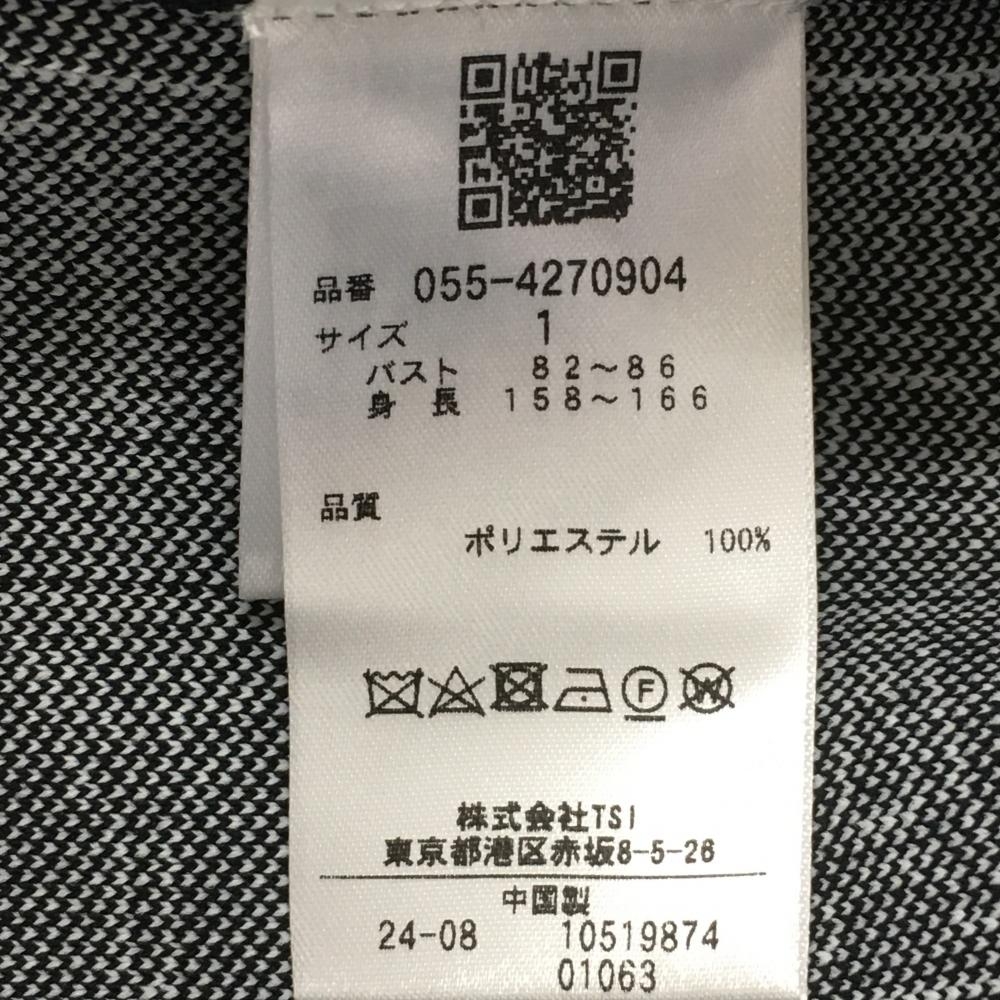 品番 055-4270904
サイズ 1
バスト 82～86
身長 158～166
品質
ポリエステル 100%
F W
株式会社TSI
東京都港区赤坂8-5-26
中国製
24-08 10519874
01063